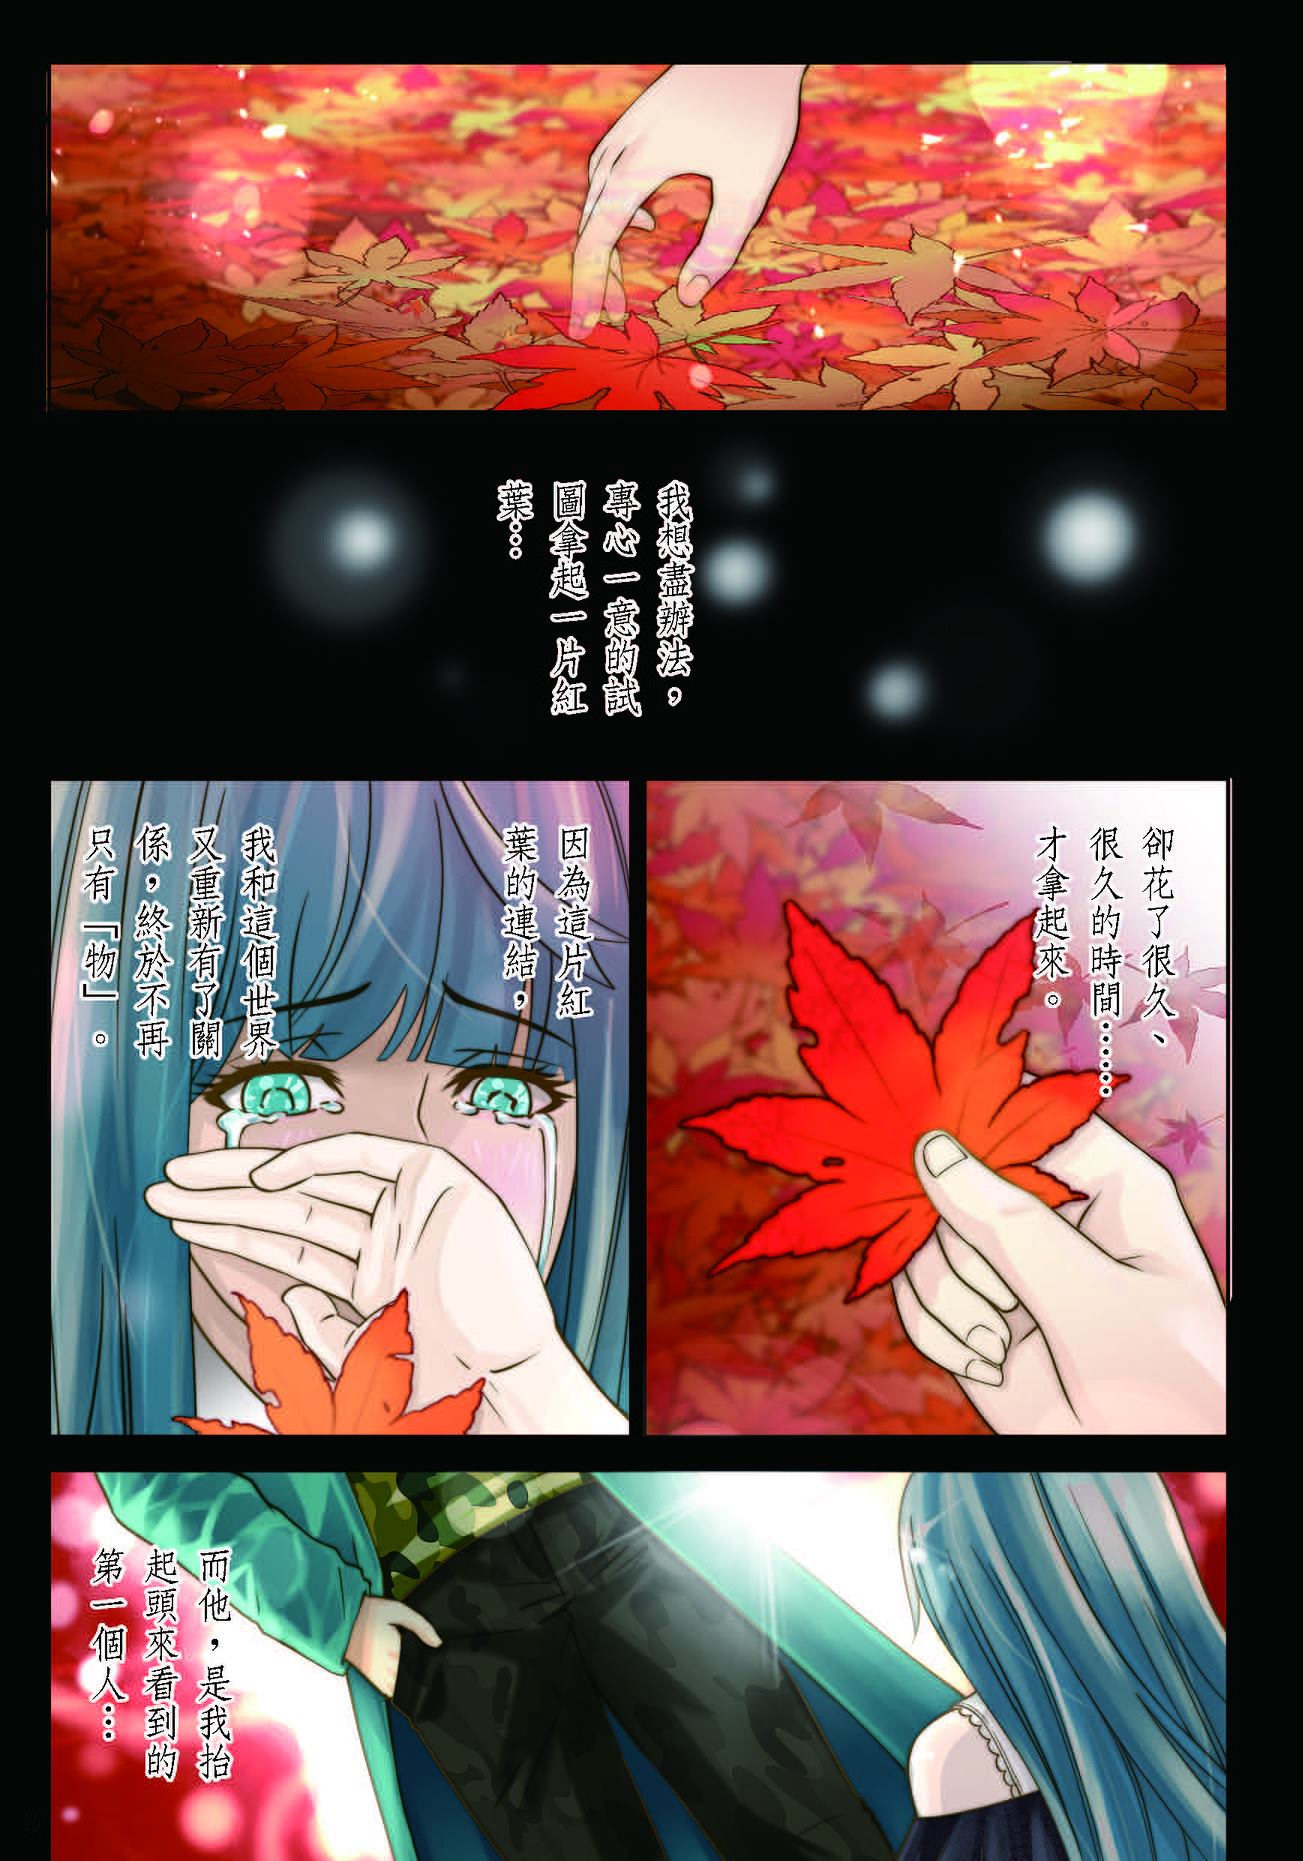 我想盡辦法，
專心一意的試
圖拿起一片紅
葉…
卻花了很久、
很久的時間……
才拿起來。
因為這片紅
葉的連結，
我和這個世界
又重新有了關
係，終於不再
只有「物」。
而他，是我抬
起頭來看到的
第一個人…